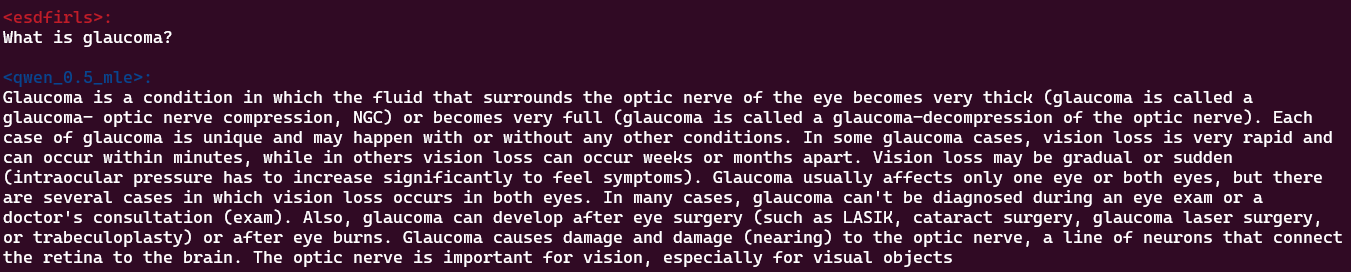 <esdfirls>:
What is glaucoma?
<qwen_0.5_mle>:
Glaucoma is a condition in which the fluid that surrounds the optic nerve of the eye becomes very thick (glaucoma is called a
glaucoma- optic nerve compression, NGC) or becomes very full (glaucoma is called a glaucoma-decompression of the optic nerve). Each
case of glaucoma is unique and may happen with or without any other conditions. In some glaucoma cases, vision loss is very rapid and
can occur within minutes, while in others vision loss can occur weeks or months apart. Vision loss may be gradual or sudden
(intraocular pressure has to increase significantly to feel symptoms). Glaucoma usually affects only one eye or both eyes, but there
are several cases in which vision loss occurs in both eyes. In many cases, glaucoma can't be diagnosed during an eye exam or a
doctor's consultation (exam). Also, glaucoma can develop after eye surgery (such as LASIK, cataract surgery, glaucoma laser surgery,
or trabeculoplasty) or after eye burns. Glaucoma causes damage and damage (nearing) to the optic nerve, a line of neurons that connect
the retina to the brain. The optic nerve is important for vision, especially for visual objects